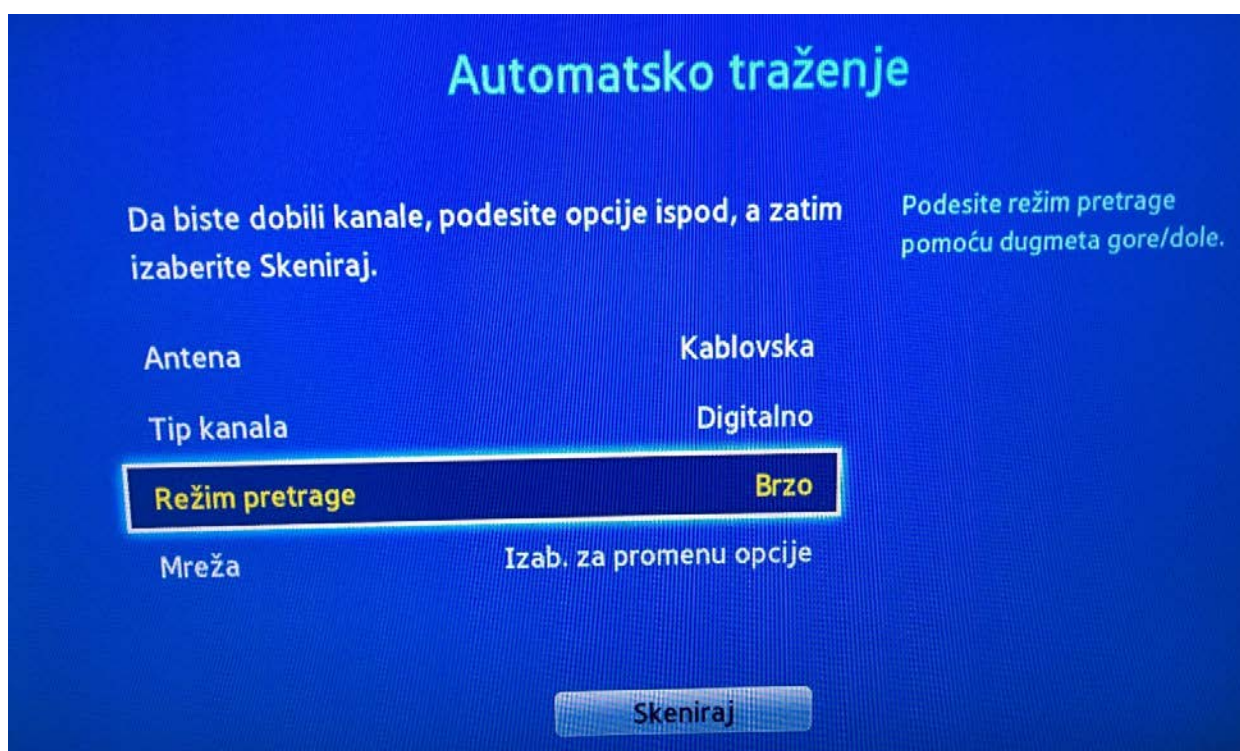 Automatsko traženje
Da biste dobili kanale, podesite opcije ispod, a zatim
izaberite Skeniraj.
Podesite režim pretrage
pomoću dugmeta gore/dole.
Antena Kablovska
Tip kanala Digitalno
Režim pretrage Brzo
Mreža Izab. za promenu opcije
Skeniraj